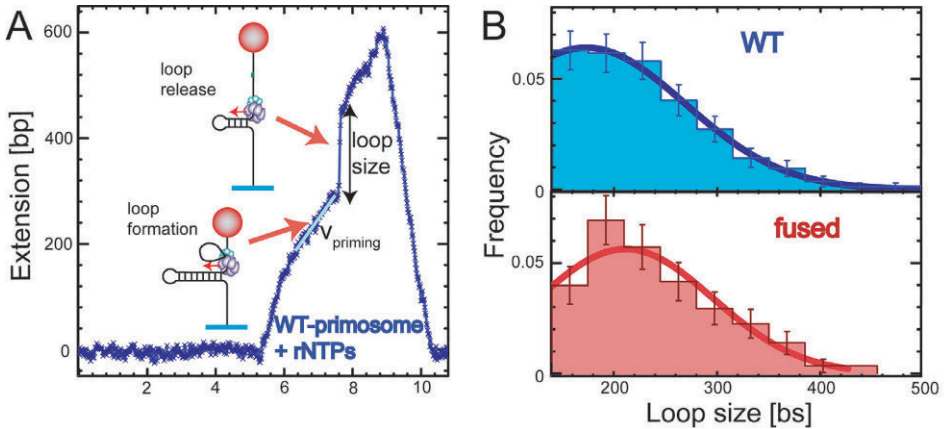 A
Extension [bp]
600
400
200
0
2
4
6
8
10
loop
release
loop
formation
loop
size
Vpriming
WT-primosome
+ rNTPs
B
Frequency
0.05
0
WT
0.05
0
fused
200
300
400
500
Loop size [bs]